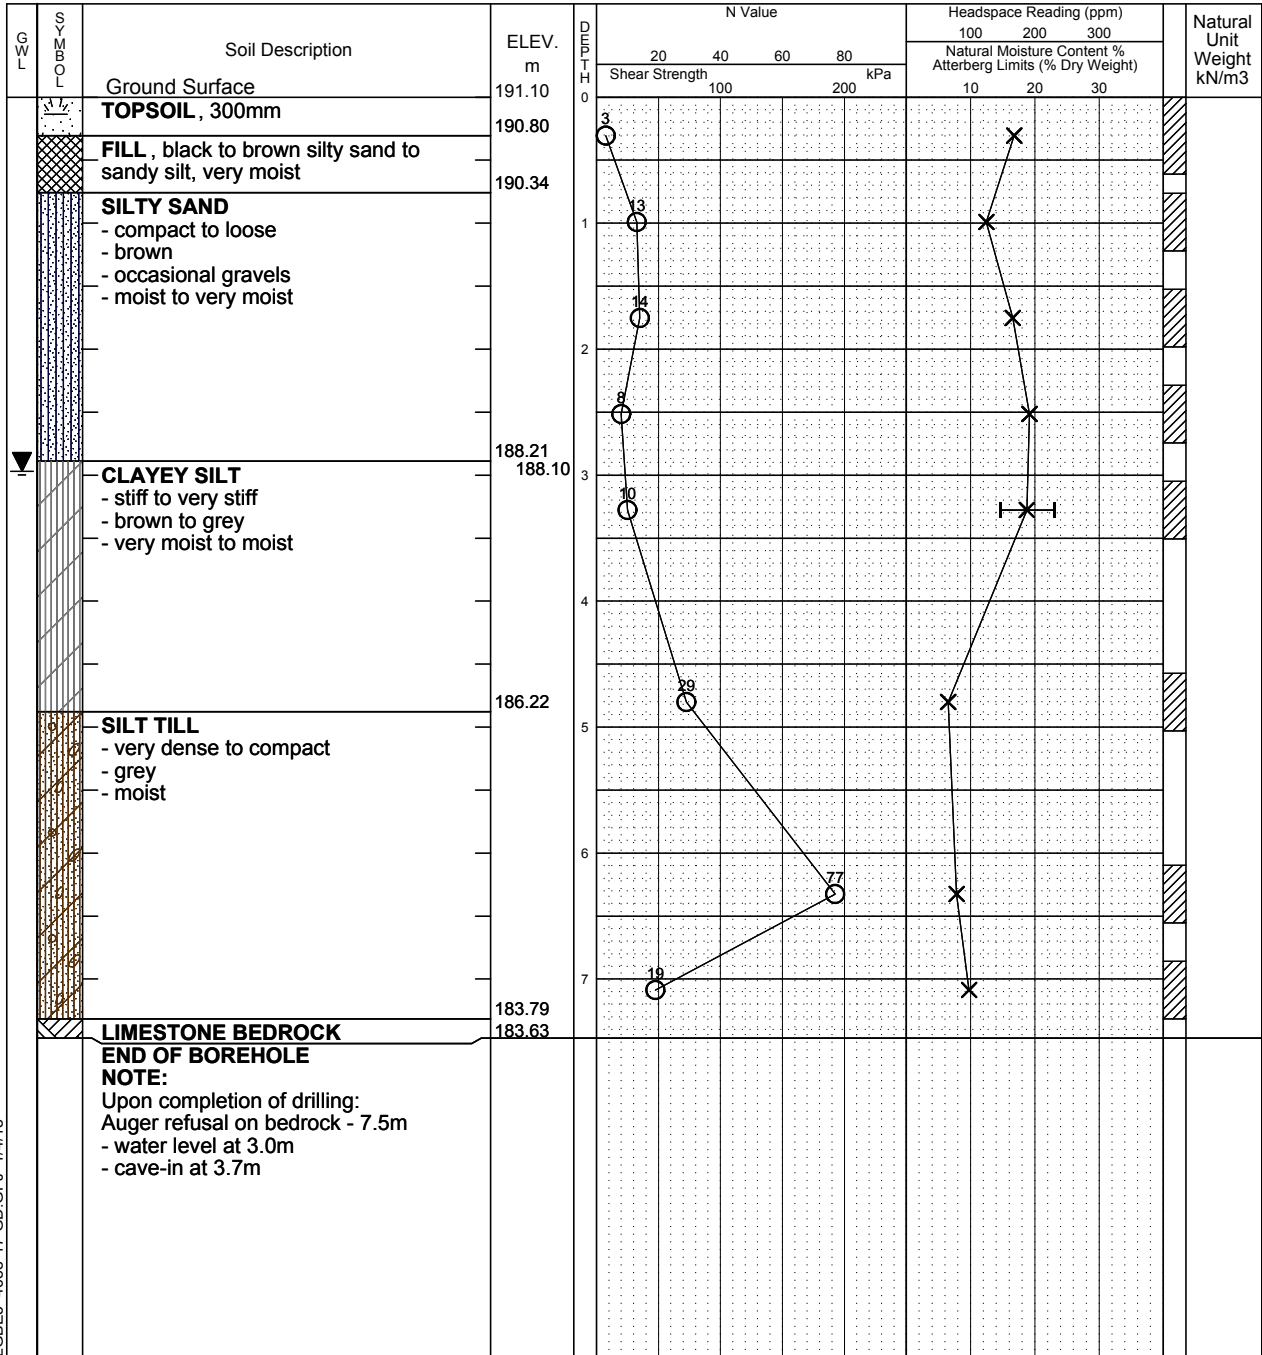 GWL
SYMBOL
Soil Description
Ground Surface
ELEV.
m
191.10
DEPTH
N Value
20 40 60 80
Shear Strength kPa
100 200
Headspace Reading (ppm)
100 200 300
Natural Moisture Content %
Atterberg Limits (% Dry Weight)
10 20 30
Natural
Unit
Weight
kN/m3
0
TOPSOIL, 300mm
190.80
3
FILL, black to brown silty sand to
sandy silt, very moist
190.34
SILTY SAND
- compact to loose
- brown
- occasional gravels
- moist to very moist
13
1
14
2
8
188.21
188.10
CLAYEY SILT
- stiff to very stiff
- brown to grey
- very moist to moist
3
10
4
29
186.22
SILT TILL
- very dense to compact
- grey
- moist
5
6
77
19
7
183.79
LIMESTONE BEDROCK
183.63
END OF BOREHOLE
NOTE:
Upon completion of drilling:
Auger refusal on bedrock - 7.5m
- water level at 3.0m
- cave-in at 3.7m